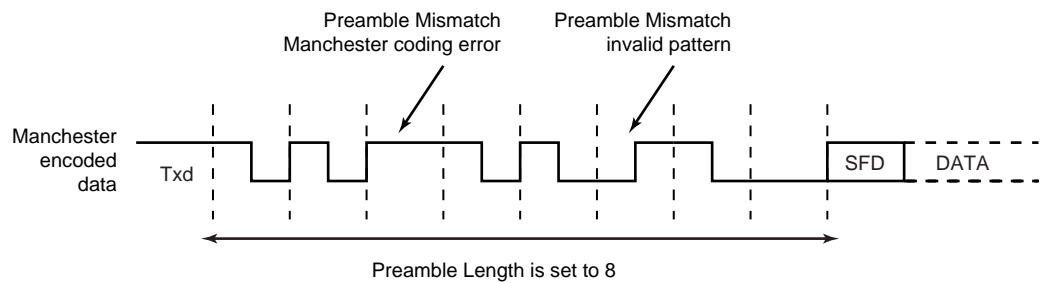 Preamble Mismatch
Manchester coding error
Preamble Mismatch
invalid pattern
Manchester
encoded
data
Txd
SFD
DATA
Preamble Length is set to 8